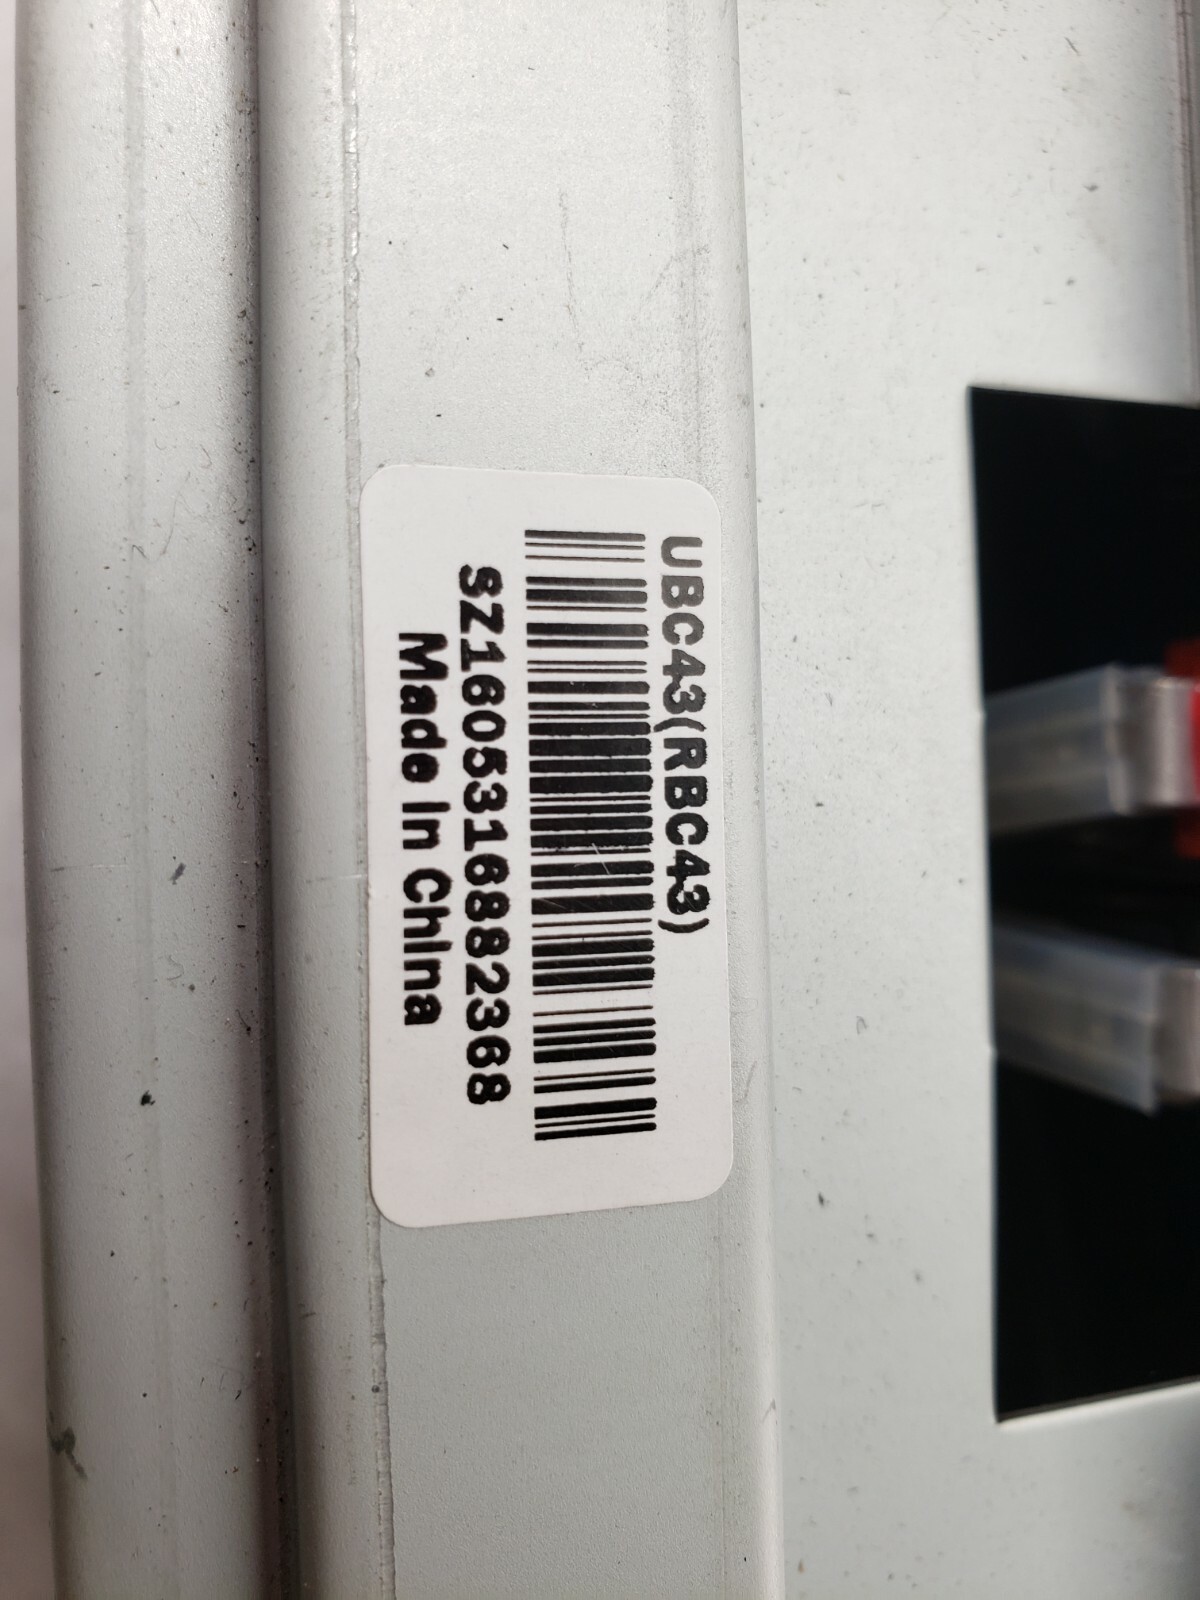 UBC43(RBC43)
SZ1605316882368
Made In China